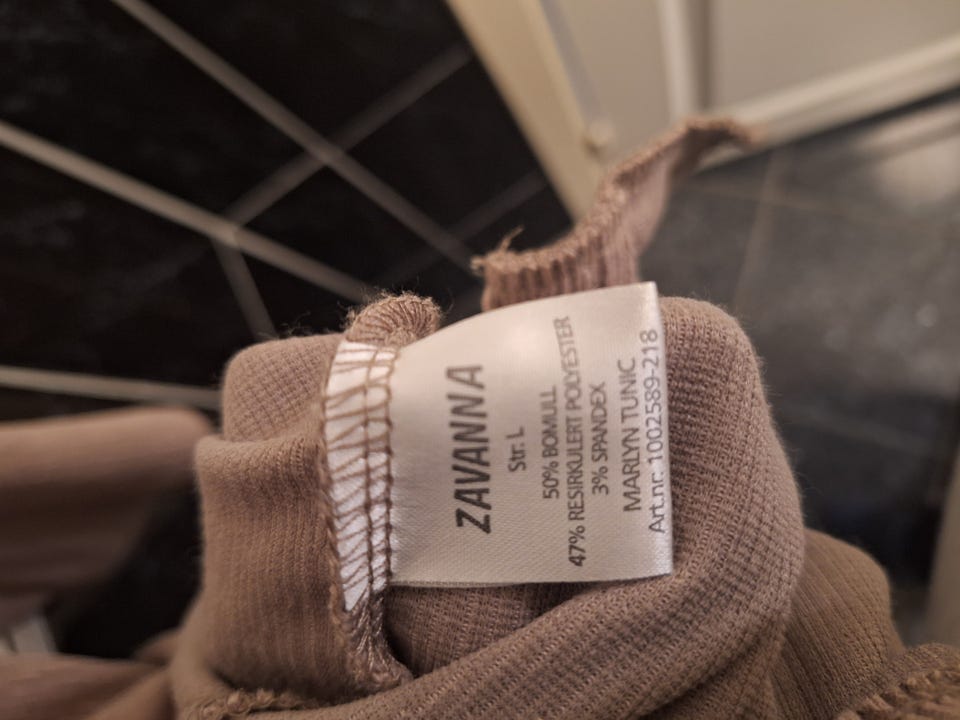 ZAVANNA
Str: L
50% BOMULL
47% RESIRKULERT POLYESTER
3% SPANDEX
MARLYN TUNIC
Art.nr: 1002589-218